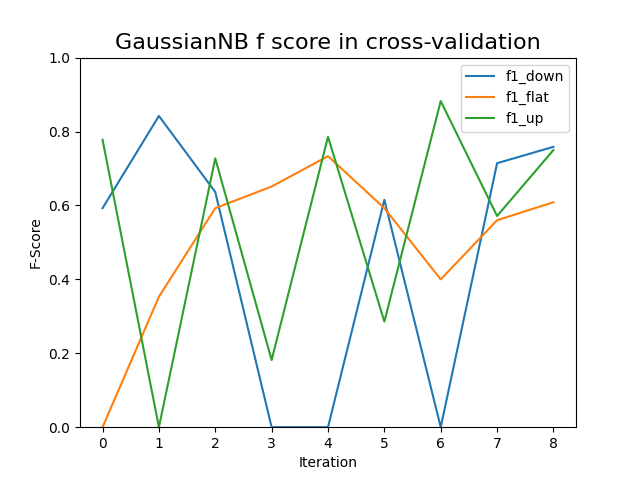 GaussianNB f score in cross-validation
f1_down
f1_flat
f1_up
1.0
0.8
0.6
0.4
0.2
0.0
F-Score
0 1 2 3 4 5 6 7 8
Iteration